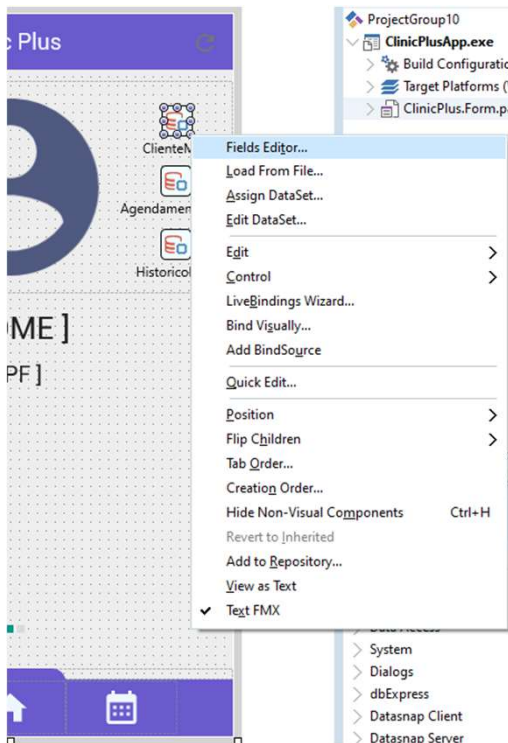 c Plus
ClienteM
Agendamen
Historico
OME ]
PF ]
Fields Editor...
Load From File...
Assign DataSet...
Edit DataSet...
Edit
Control
LiveBindings Wizard...
Bind Visually...
Add BindSource
Quick Edit...
Position
Flip Children
Tab Order...
Creation Order...
Hide Non-Visual Components Ctrl+H
Revert to Inherited
Add to Repository...
View as Text
Text FMX
ProjectGroup10
ClinicPlusApp.exe
Build Configuratio
Target Platforms (
ClinicPlus.Form.p
Data Access
System
Dialogs
dbExpress
Datasnap Client
Datasnap Server